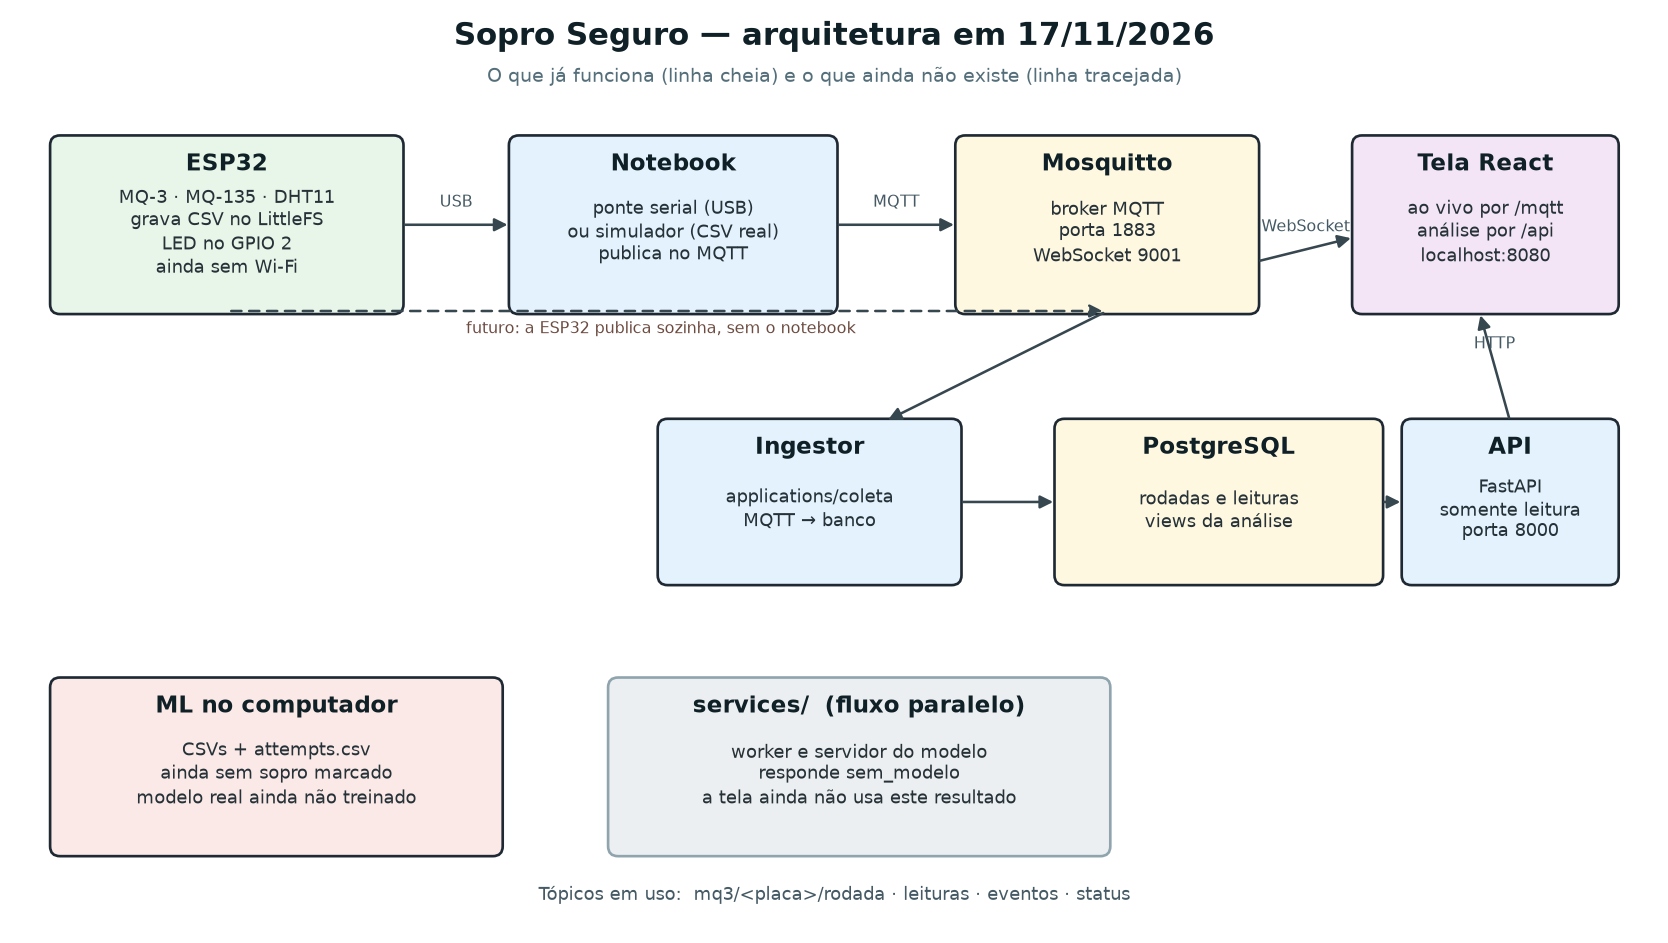 Sopro Seguro — arquitetura em 17/11/2026
O que já funciona (linha cheia) e o que ainda não existe (linha tracejada)
ESP32
MQ-3 · MQ-135 · DHT11
grava CSV no LittleFS
LED no GPIO 2
ainda sem Wi-Fi
USB
Notebook
ponte serial (USB)
ou simulador (CSV real)
publica no MQTT
MQTT
Mosquitto
broker MQTT
porta 1883
WebSocket 9001
WebSocket
Tela React
ao vivo por /mqtt
análise por /api
localhost:8080
futuro: a ESP32 publica sozinha, sem o notebook
HTTP
Ingestor
applications/coleta
MQTT → banco
PostgreSQL
rodadas e leituras
views da análise
API
FastAPI
somente leitura
porta 8000
ML no computador
CSVs + attempts.csv
ainda sem sopro marcado
modelo real ainda não treinado
services/  (fluxo paralelo)
worker e servidor do modelo
responde sem_modelo
a tela ainda não usa este resultado
Tópicos em uso:  mq3/<placa>/rodada · leituras · eventos · status